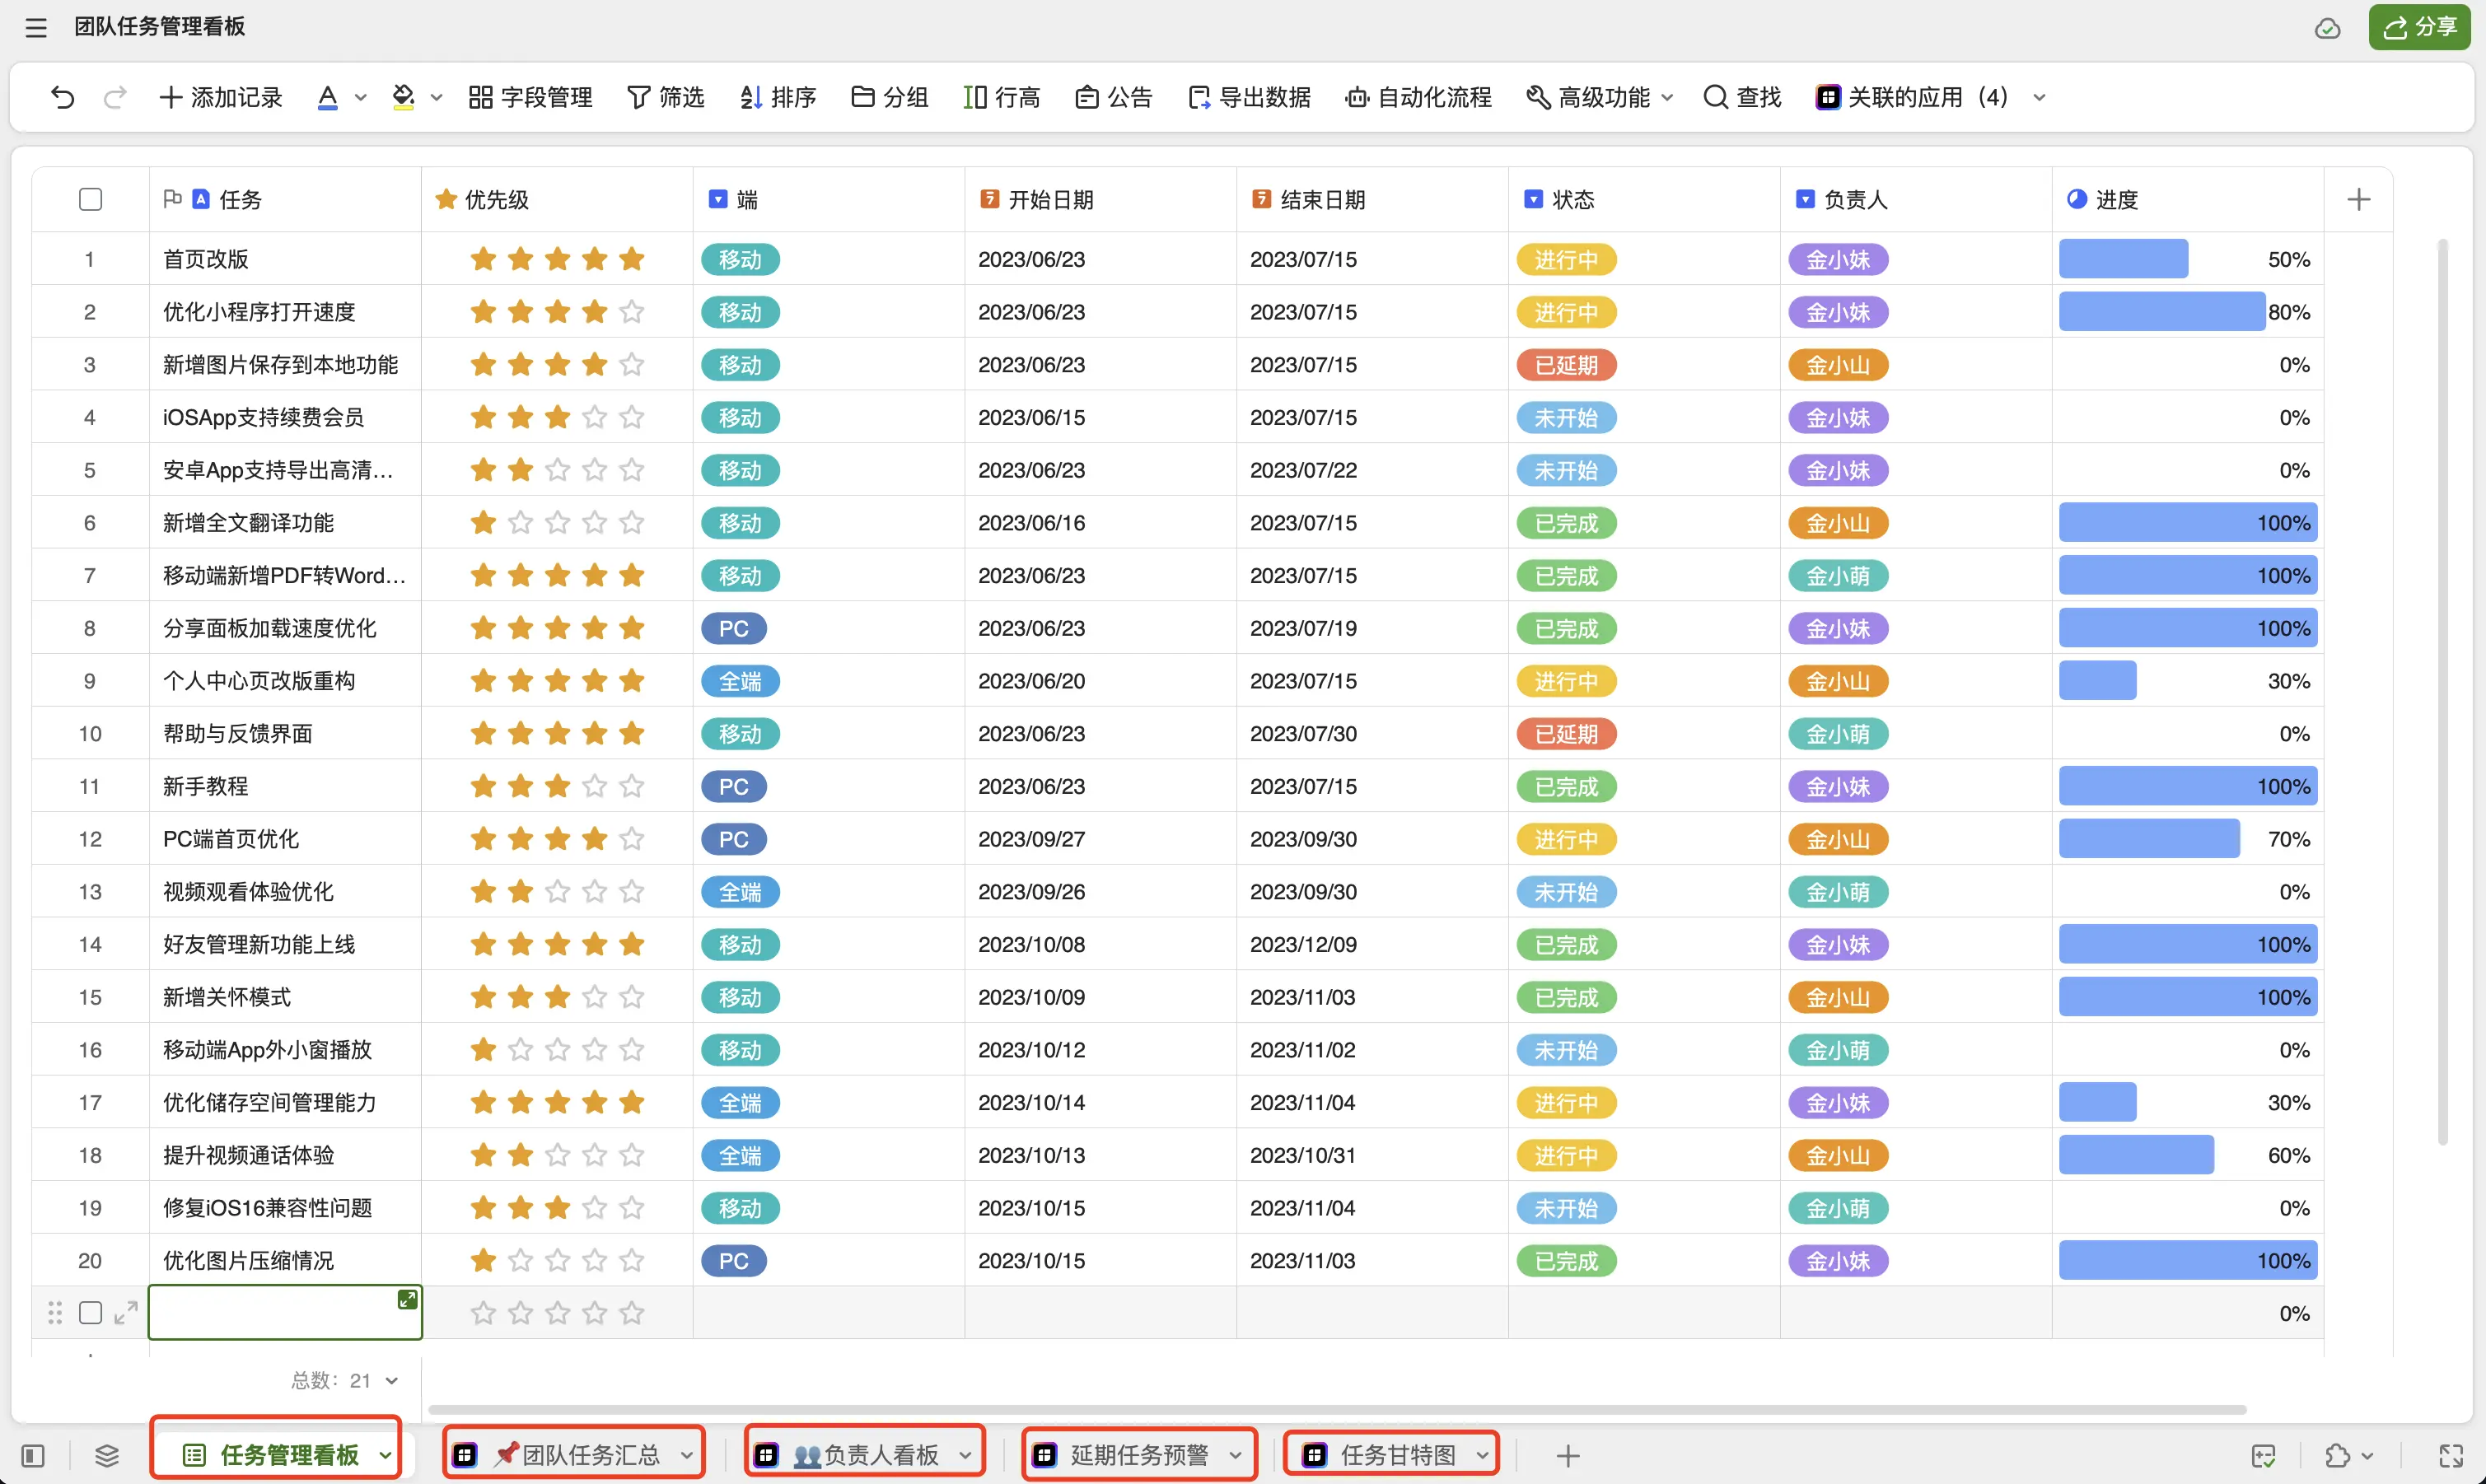 团队任务管理看板
分享
添加记录 A 字段管理 筛选 排序 分组 行高 公告 导出数据 自动化流程 高级功能 查找 关联的应用（4）
任务 优先级 端 开始日期 结束日期 状态 负责人 进度
1 首页改版 移动 2023/06/23 2023/07/15 进行中 金小妹 50%
2 优化小程序打开速度 移动 2023/06/23 2023/07/15 进行中 金小妹 80%
3 新增图片保存到本地功能 移动 2023/06/23 2023/07/15 已延期 金小山 0%
4 iOSApp支持续费会员 移动 2023/06/15 2023/07/15 未开始 金小妹 0%
5 安卓App支持导出高清... 移动 2023/06/23 2023/07/22 未开始 金小妹 0%
6 新增全文翻译功能 移动 2023/06/16 2023/07/15 已完成 金小山 100%
7 移动端新增PDF转Word... 移动 2023/06/23 2023/07/15 已完成 金小萌 100%
8 分享面板加载速度优化 PC 2023/06/23 2023/07/19 已完成 金小妹 100%
9 个人中心页改版重构 全端 2023/06/20 2023/07/15 进行中 金小山 30%
10 帮助与反馈界面 移动 2023/06/23 2023/07/30 已延期 金小萌 0%
11 新手教程 PC 2023/06/23 2023/07/15 已完成 金小妹 100%
12 PC端首页优化 PC 2023/09/27 2023/09/30 进行中 金小山 70%
13 视频观看体验优化 全端 2023/09/26 2023/09/30 未开始 金小萌 0%
14 好友管理新功能上线 移动 2023/10/08 2023/12/09 已完成 金小妹 100%
15 新增关怀模式 移动 2023/10/09 2023/11/03 已完成 金小山 100%
16 移动端App外小窗播放 移动 2023/10/12 2023/11/02 未开始 金小萌 0%
17 优化储存空间管理能力 全端 2023/10/14 2023/11/04 进行中 金小妹 30%
18 提升视频通话体验 全端 2023/10/13 2023/10/31 进行中 金小山 60%
19 修复iOS16兼容性问题 移动 2023/10/15 2023/11/04 未开始 金小萌 0%
20 优化图片压缩情况 PC 2023/10/15 2023/11/03 已完成 金小妹 100%
0%
总数：21
任务管理看板 团队任务汇总 负责人看板 延期任务预警 任务甘特图